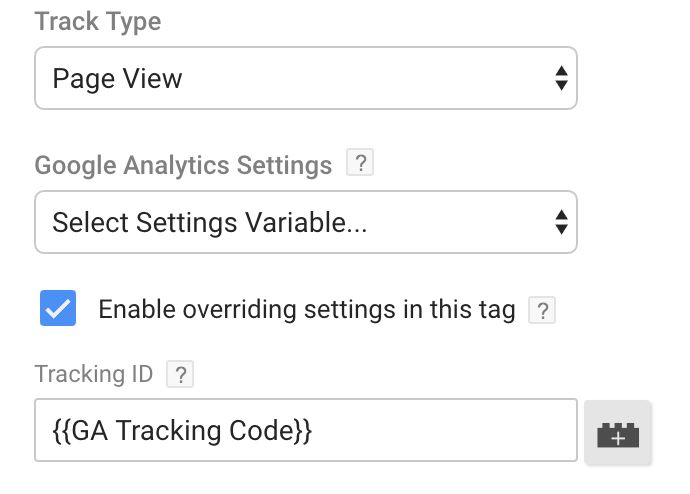 Track Type
Page View
Google Analytics Settings ?
Select Settings Variable...
Enable overriding settings in this tag ?
Tracking ID ?
{{GA Tracking Code}}